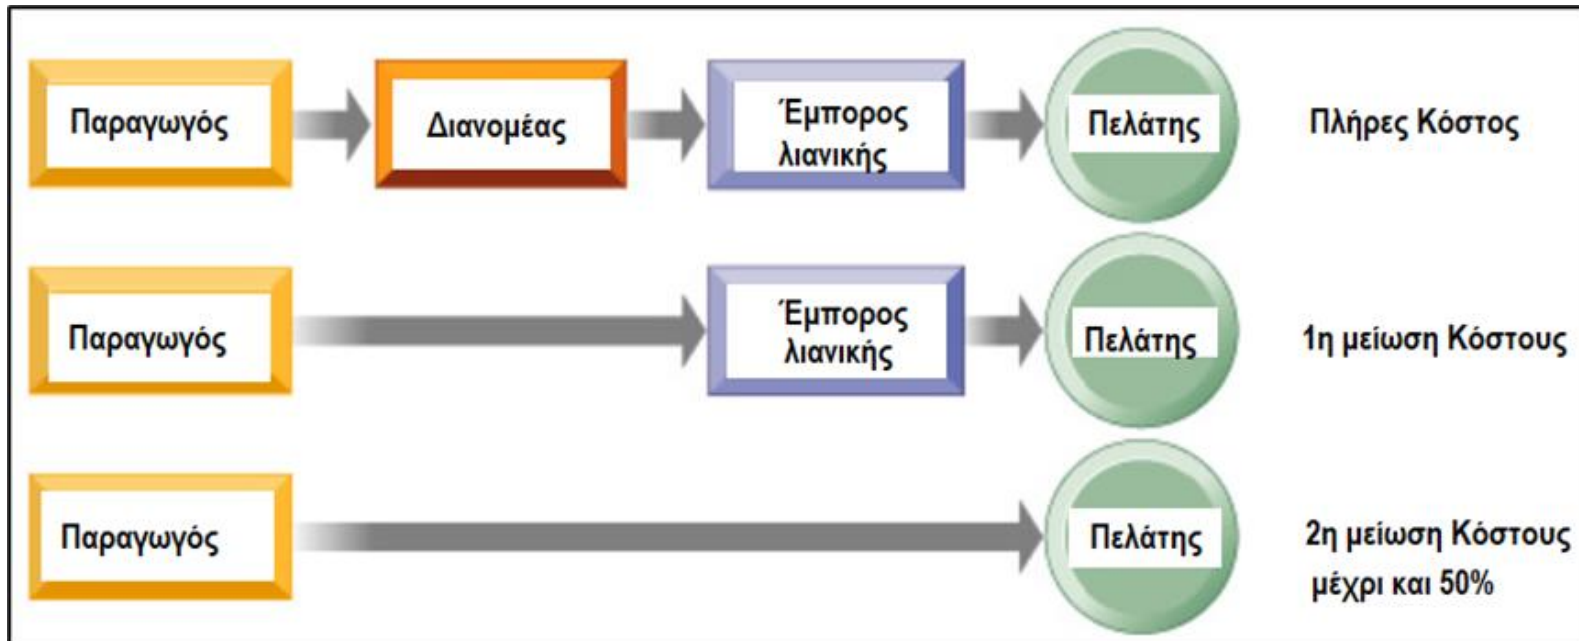 Παραγωγός
Διανομέας
Έμπορος
λιανικής
Πελάτης
Πλήρες Κόστος
Παραγωγός
Έμπορος
λιανικής
Πελάτης
1η μείωση Κόστους
Παραγωγός
Πελάτης
2η μείωση Κόστους
μέχρι και 50%